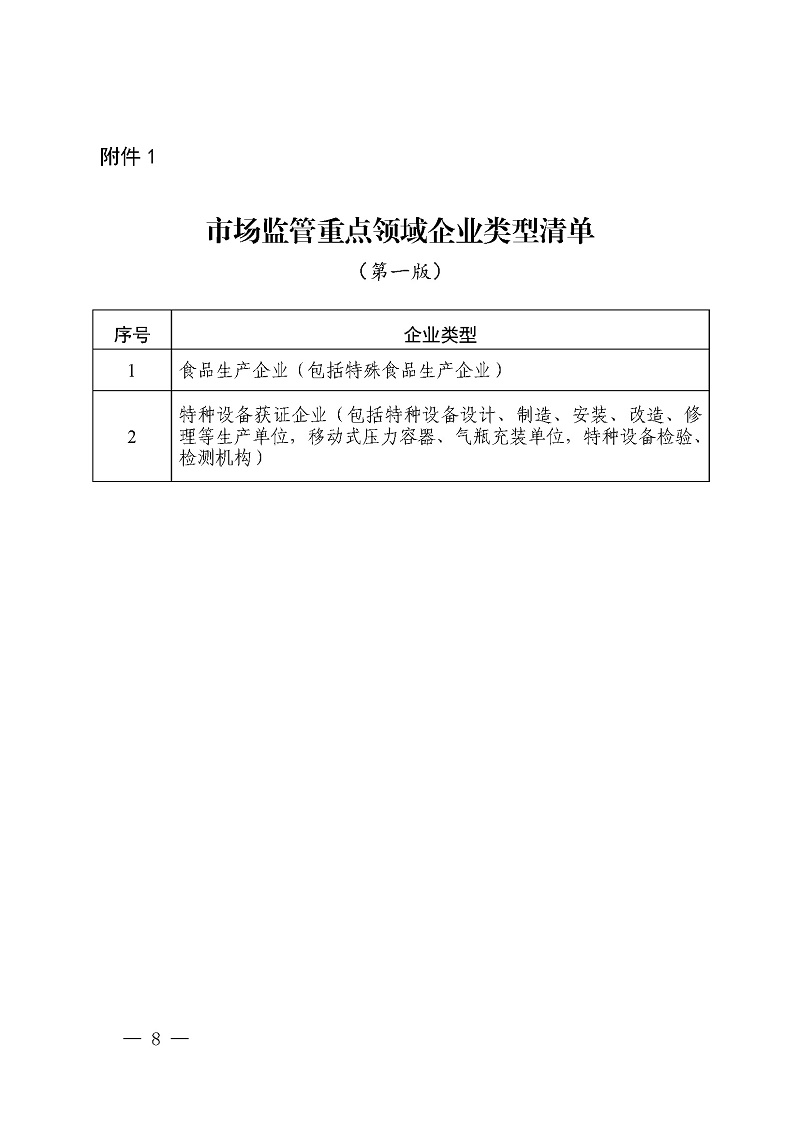 附件 1
市场监管重点领域企业类型清单
（第一版）
序号 企业类型
1 食品生产企业（包括特殊食品生产企业）
特种设备获证企业（包括特种设备设计、制造、安装、改造、修
2 理等生产单位，移动式压力容器、气瓶充装单位，特种设备检验、
检测机构）
— 8 —